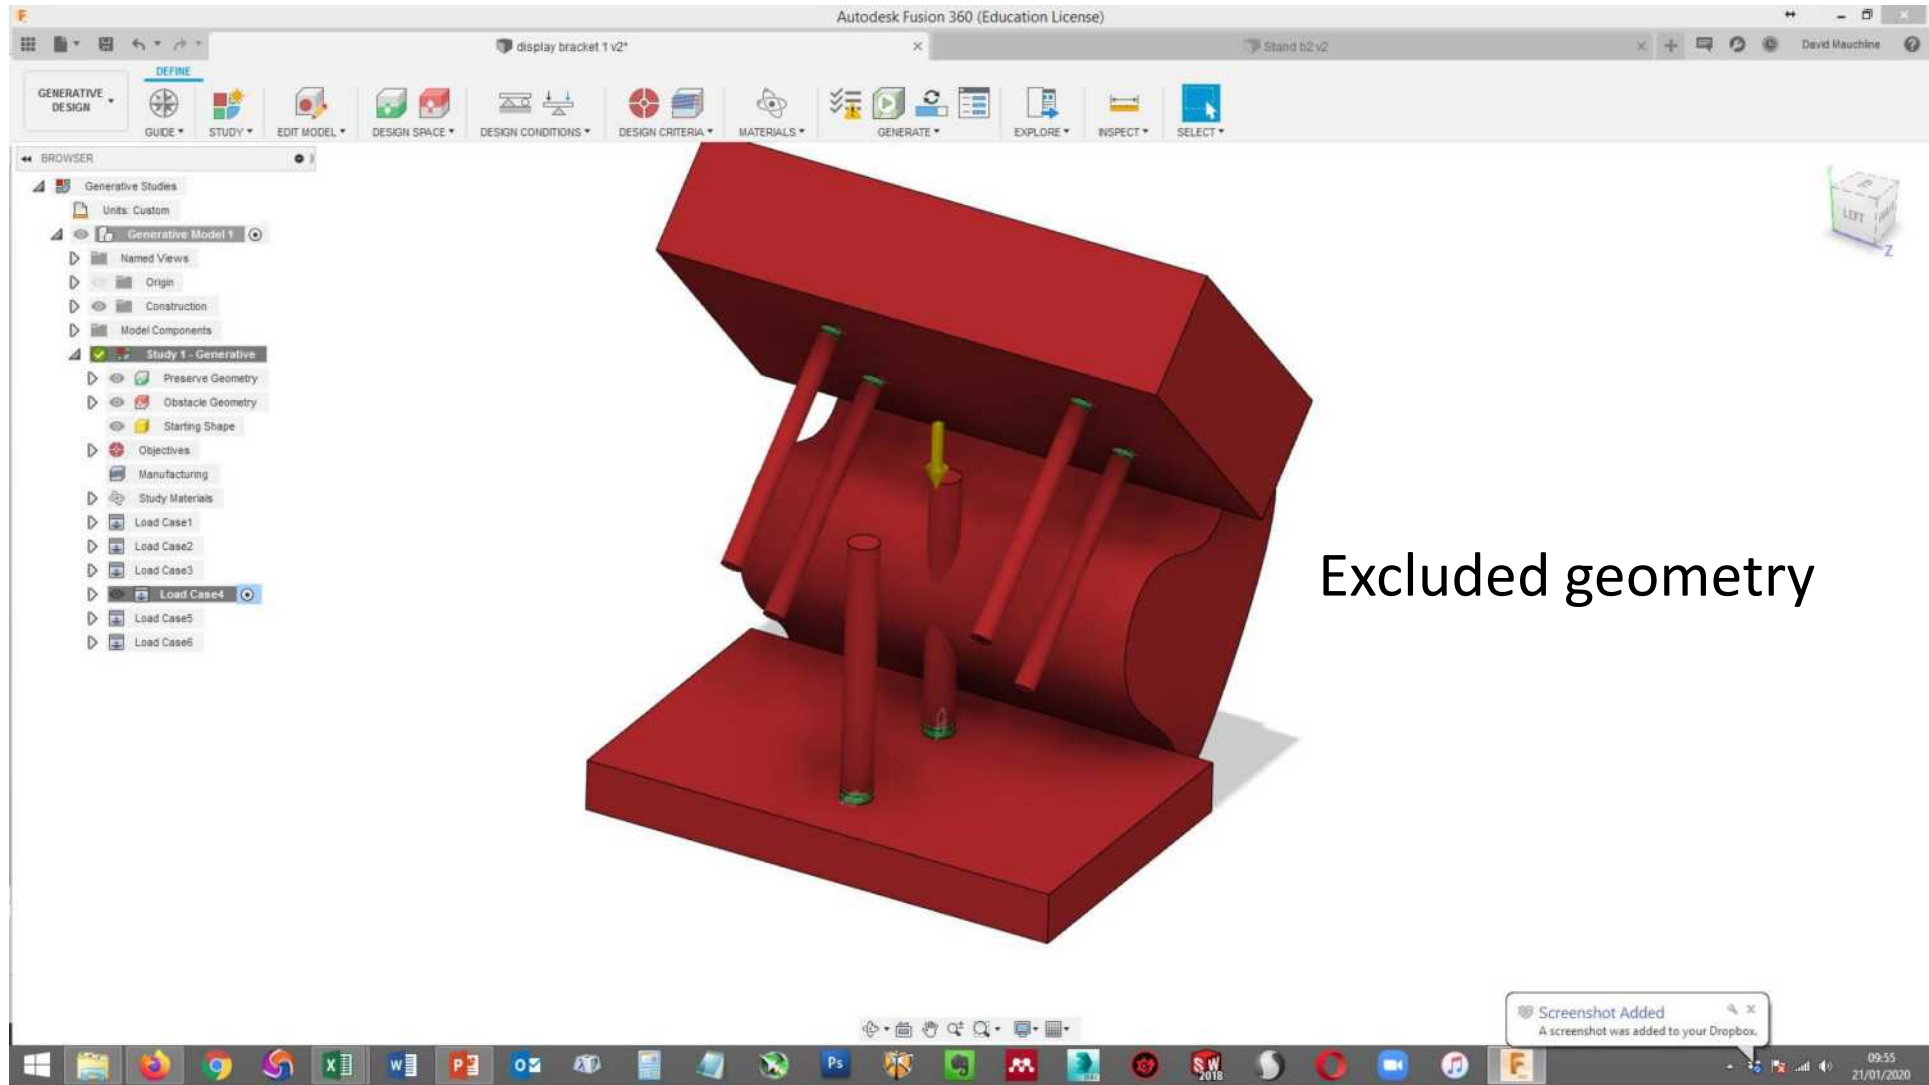 Autodesk Fusion 360 (Education License)
display bracket 1 v2*
Stand b2 v2
David Mauchline
DEFINE
GENERATIVE DESIGN
GUIDE
STUDY
EDIT MODEL
DESIGN SPACE
DESIGN CONDITIONS
DESIGN CRITERIA
MATERIALS
GENERATE
EXPLORE
INSPECT
SELECT
BROWSER
Generative Studies
Units: Custom
Generative Model 1
Named Views
Origin
Construction
Model Components
Study 1 - Generative
Preserve Geometry
Obstacle Geometry
Starting Shape
Objectives
Manufacturing
Study Materials
Load Case1
Load Case2
Load Case3
Load Case4
Load Case5
Load Case6
LEFT
Z
Excluded geometry
Screenshot Added
A screenshot was added to your Dropbox.
Ps
SW
2018
09:55
21/01/2020